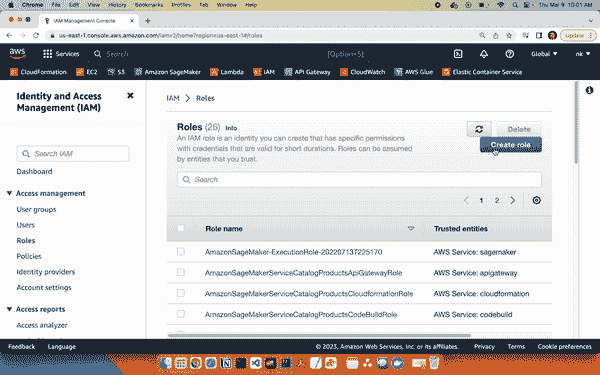 Chrome File Edit View History Bookmarks Profiles Tab Window Help Thu Mar 9 10:01 AM
IAM Management Console
us-east-1.console.aws.amazon.com/iamv2/home?region=us-east-1#/roles
Update
aws Services Search [Option+S] Global nk
CloudFormation EC2 S3 Amazon SageMaker Lambda IAM API Gateway CloudWatch AWS Glue Elastic Container Service
Identity and Access
Management (IAM)
Search IAM
Dashboard
Access management
User groups
Users
Roles
Policies
Identity providers
Account settings
Access reports
Access analyzer
IAM > Roles
Roles (26) Info
An IAM role is an identity you can create that has specific permissions
with credentials that are valid for short durations. Roles can be assumed
by entities that you trust.
Delete
Create role
Search
1 2
Role name Trusted entities
AmazonSageMaker-ExecutionRole-20220713T225170 AWS Service: sagemaker
AmazonSageMakerServiceCatalogProductsApiGatewayRole AWS Service: apigateway
AmazonSageMakerServiceCatalogProductsCloudformationRole AWS Service: cloudformation
AmazonSageMakerServiceCatalogProductsCodeBuildRole AWS Service: codebuild
Feedback Language © 2023, Amazon Web Services, Inc. or its affiliates. Privacy Terms Cookie preferences